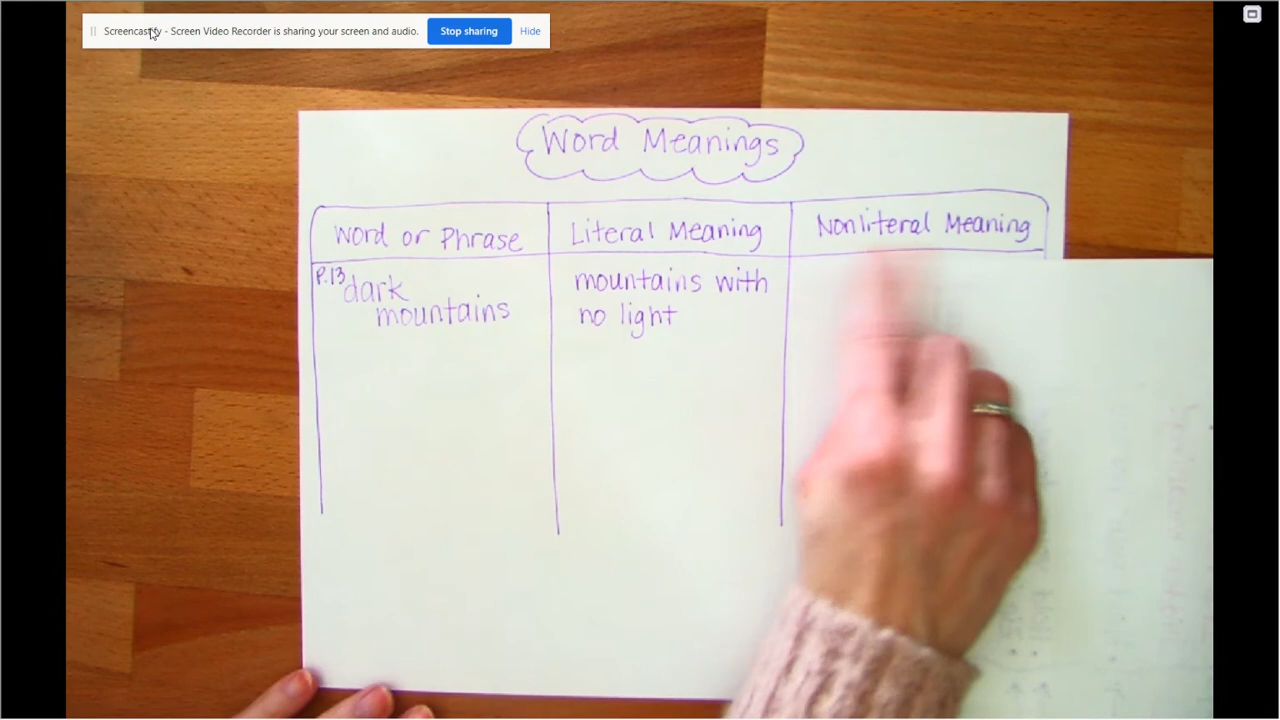 Screencastify - Screen Video Recorder is sharing your screen and audio. Stop sharing Hide
Word Meanings
Word or Phrase Literal Meaning Nonliteral Meaning
P.13 dark mountains with
mountains no light